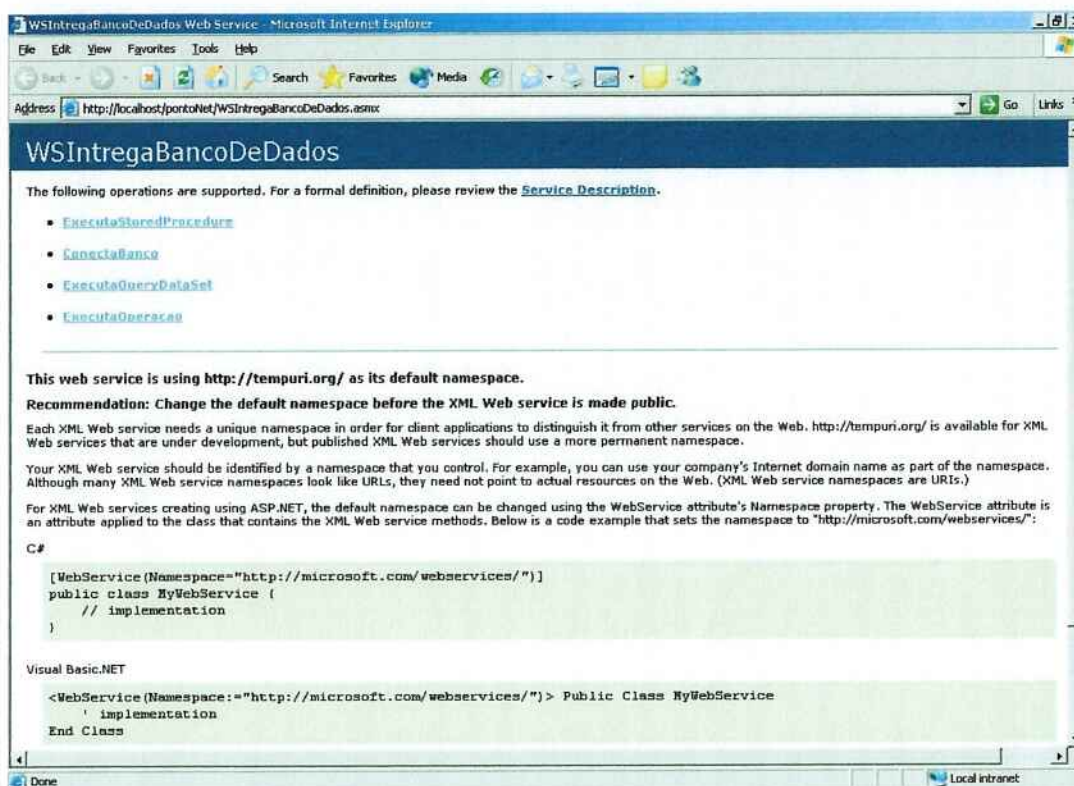 WSIntregaBancoDeDados Web Service - Microsoft Internet Explorer
File Edit View Favorites Tools Help
Back Search Favorites Media
Address http://localhost/pontoNet/WSIntregaBancoDeDados.asmx Go Links
WSIntregaBancoDeDados
The following operations are supported. For a formal definition, please review the Service Description.
• ExecutaStoredProcedure
• ConectaBanco
• ExecutaQueryDataSet
• ExecutaOperacao
This web service is using http://tempuri.org/ as its default namespace.
Recommendation: Change the default namespace before the XML Web service is made public.
Each XML Web service needs a unique namespace in order for client applications to distinguish it from other services on the Web. http://tempuri.org/ is available for XML
Web services that are under development, but published XML Web services should use a more permanent namespace.
Your XML Web service should be identified by a namespace that you control. For example, you can use your company's Internet domain name as part of the namespace.
Although many XML Web service namespaces look like URLs, they need not point to actual resources on the Web. (XML Web service namespaces are URIs.)
For XML Web services creating using ASP.NET, the default namespace can be changed using the WebService attribute's Namespace property. The WebService attribute is
an attribute applied to the class that contains the XML Web service methods. Below is a code example that sets the namespace to "http://microsoft.com/webservices/":
C#
[WebService(Namespace="http://microsoft.com/webservices/")]
public class MyWebService {
// implementation
}
Visual Basic.NET
<WebService(Namespace:="http://microsoft.com/webservices/")> Public Class MyWebService
' implementation
End Class
Done Local intranet